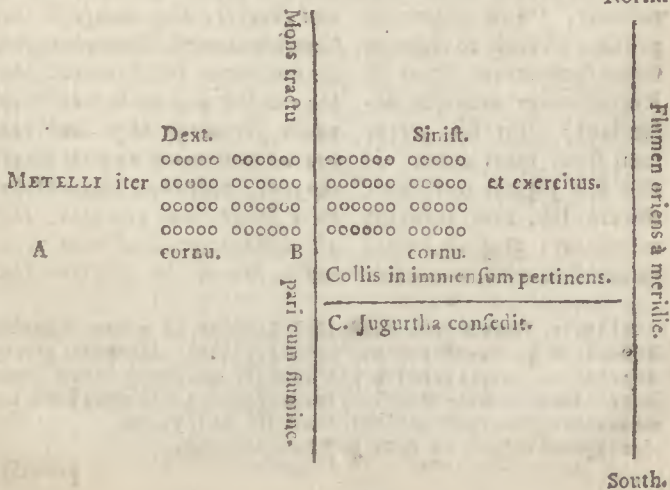 North.
Mons tractu
Dext. Siniſt.
ooooo oooooo oooooo ooooo
METELLI iter ooooo oooooo oooooo ooooo et exercitus.
ooooo oooooo oooooo ooooo
ooooo oooooo oooooo ooooo
A cornu. B cornu.
Collis in immenſum pertinens.
C. Jugurtha conſedit.
pari cum flumine.
Flumen oriens à meridie.
South.